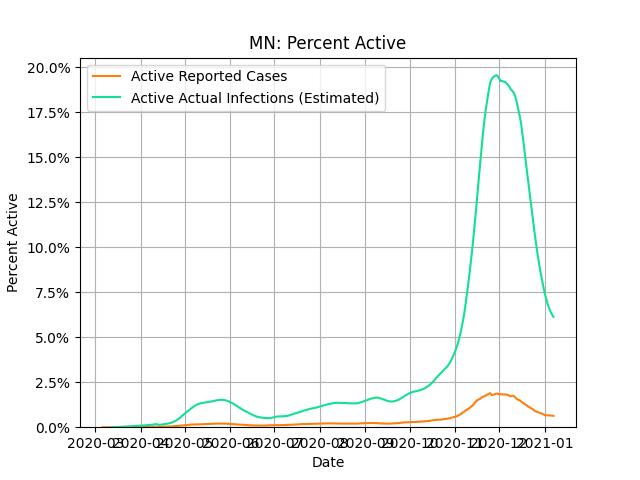 MN: Percent Active
Active Reported Cases
Active Actual Infections (Estimated)
20.0%
17.5%
15.0%
12.5%
10.0%
7.5%
5.0%
2.5%
0.0%
Percent Active
2020-03 2020-04 2020-05 2020-06 2020-07 2020-08 2020-09 2020-10 2020-11 2020-12 2021-01
Date